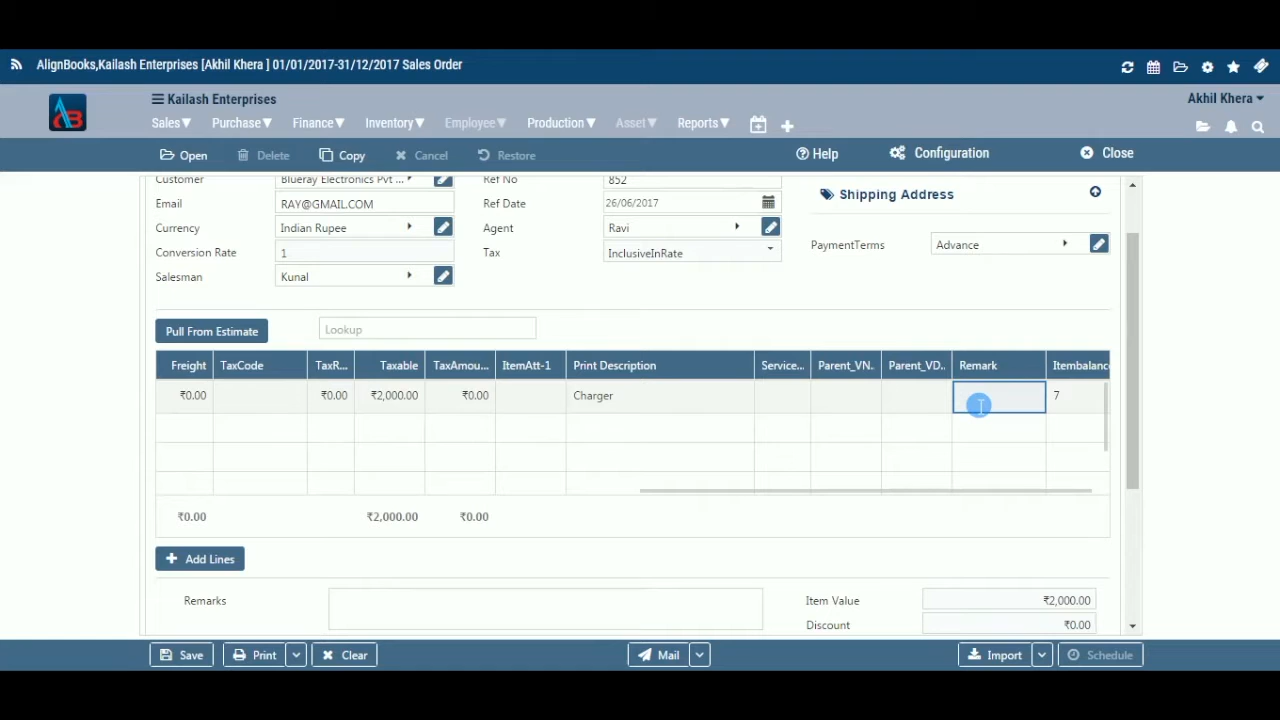 AlignBooks,Kailash Enterprises [Akhil Khera ] 01/01/2017-31/12/2017 Sales Order
Kailash Enterprises
Akhil Khera
AB
Sales▼ Purchase▼ Finance▼ Inventory▼ Employee▼ Production▼ Asset▼ Reports▼
Open Delete Copy Cancel Restore Help Configuration Close
Customer Blueray Electronics Pvt ... Ref No 852
Shipping Address
Email RAY@GMAIL.COM Ref Date 26/06/2017
Currency Indian Rupee Agent Ravi
PaymentTerms Advance
Conversion Rate 1 Tax InclusiveInRate
Salesman Kunal
Pull From Estimate Lookup
Freight TaxCode TaxR... Taxable TaxAmou... ItemAtt-1 Print Description Service... Parent_VN.. Parent_VD.. Remark Itembalanc
₹0.00 ₹0.00 ₹2,000.00 ₹0.00 Charger 7
₹0.00 ₹2,000.00 ₹0.00
+ Add Lines
Remarks Item Value ₹2,000.00
Discount ₹0.00
Save Print Clear Mail Import Schedule